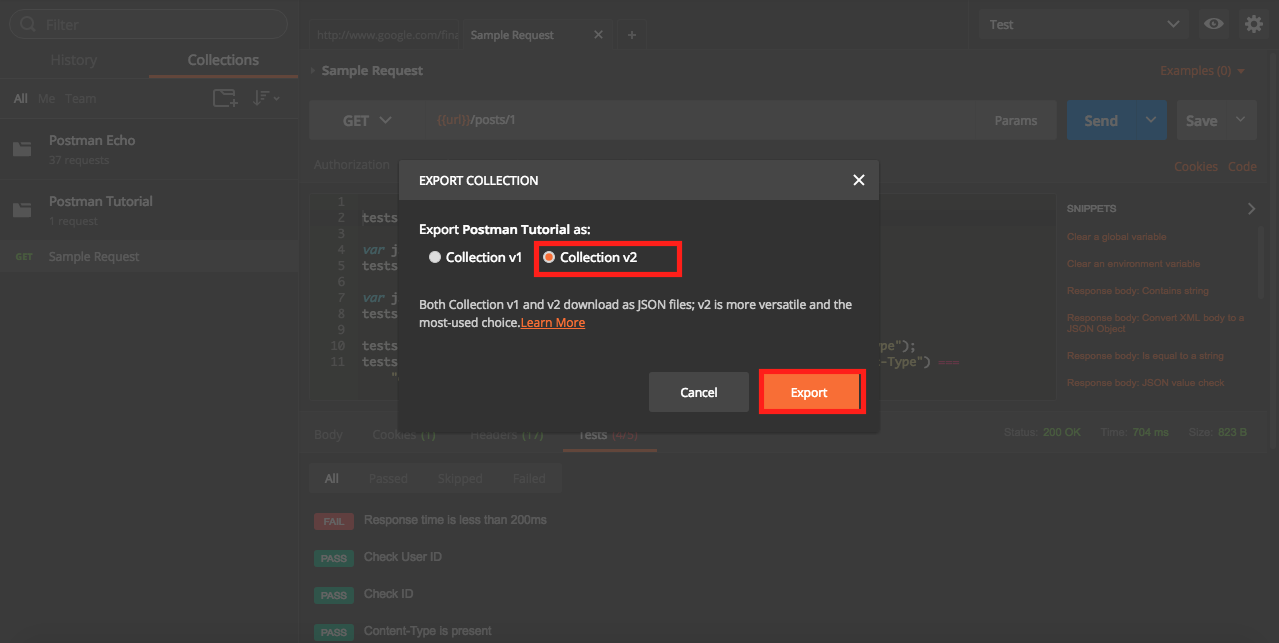 Filter
http://www.google.com/fina
Sample Request
Test
History
Collections
Sample Request
Examples (0)
All Me Team
GET
{{url}}/posts/1
Params
Send
Save
Postman Echo
37 requests
Authorization
Cookies Code
EXPORT COLLECTION
Postman Tutorial
1 request
GET Sample Request
1
2 tests
3
4 var j
5 tests
6
7 var j
8 tests
9
10 tests
11 tests
pe");
t-Type") ===
Export Postman Tutorial as:
Collection v1
Collection v2
Both Collection v1 and v2 download as JSON files; v2 is more versatile and the
most-used choice.Learn More
Cancel
Export
SNIPPETS
Clear a global variable
Clear an environment variable
Response body: Contains string
Response body: Convert XML body to a
JSON Object
Response body: Is equal to a string
Response body: JSON value check
Body
Cookies (1)
Headers (17)
Tests (4/5)
Status: 200 OK
Time: 704 ms
Size: 823 B
All
Passed
Skipped
Failed
FAIL Response time is less than 200ms
PASS Check User ID
PASS Check ID
PASS Content-Type is present